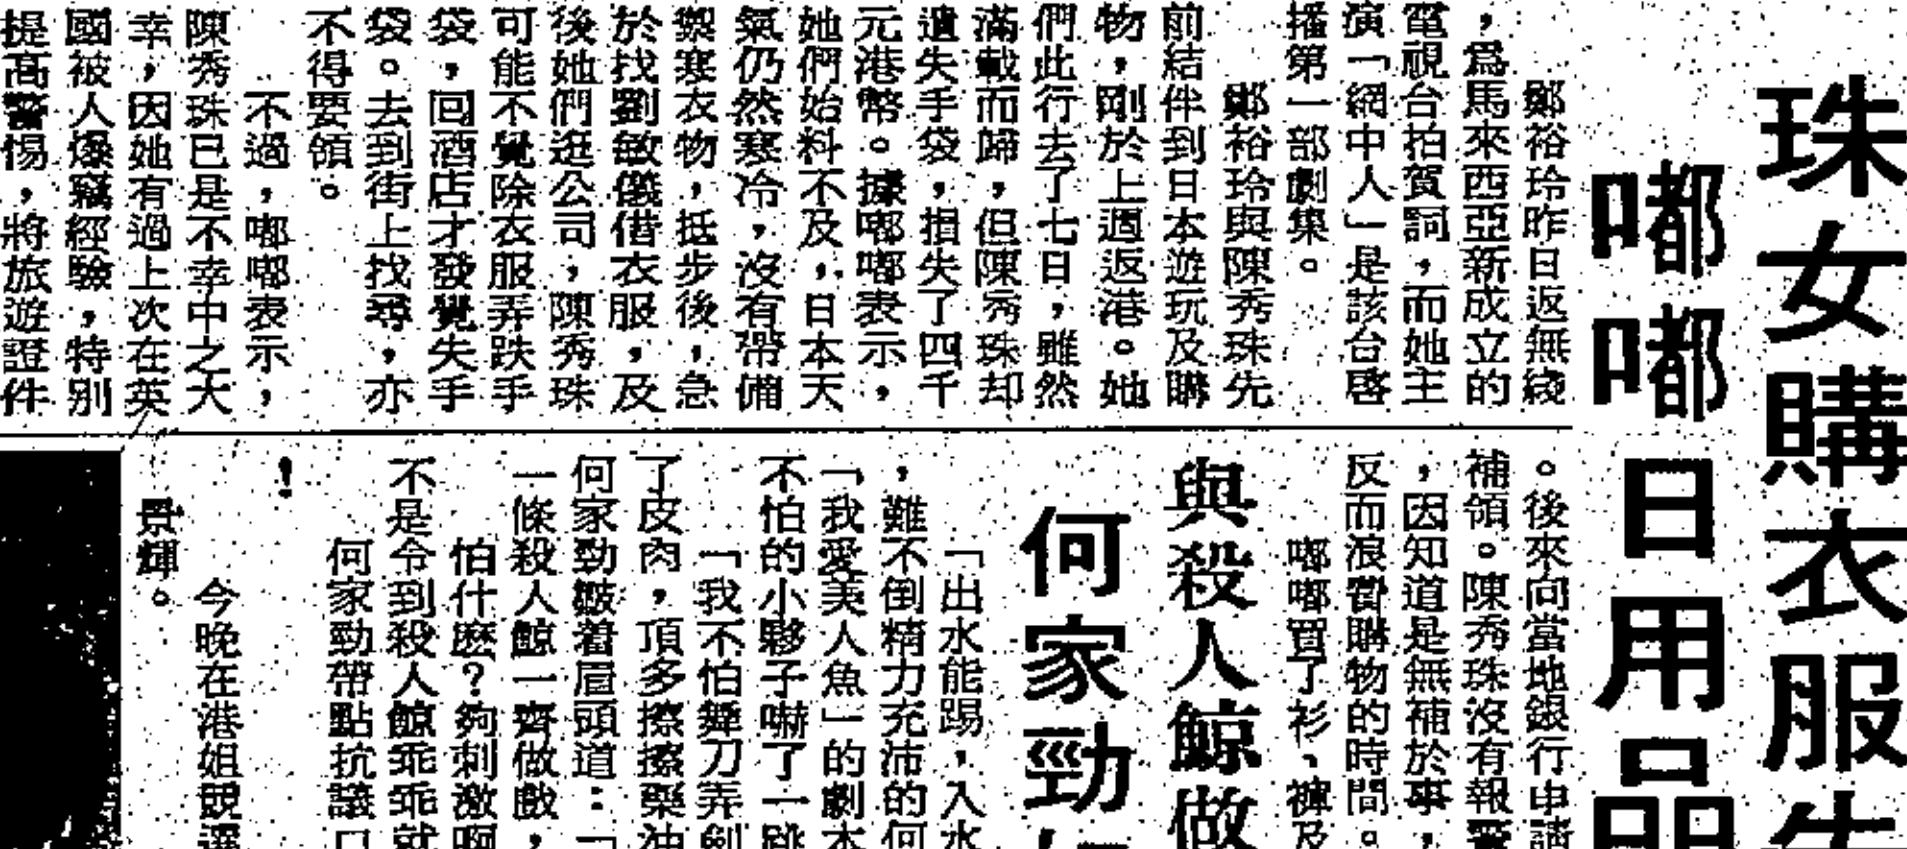 珠女購衣服失
嘟嘟日用品
鄭裕玲昨日返無綫
，爲馬來西亞新成立的
電視台拍賀詞，而她主
演「網中人」是該台啓
播第一部劇集。
鄭裕玲與陳秀珠先
前結伴到日本遊玩及購
物，剛於上週返港。她
們此行去了七日，雖然
滿載而歸，但陳秀珠却
遺失手袋，損失了四千
元港幣。據嘟嘟表示，
她們始料不及，日本天
氣仍然寒冷，沒有帶備
禦寒衣物，抵步後，急
於找劉敏儀借衣服，及
後她們逛公司，陳秀珠
可能不覺除衣服弄跌手
袋，回酒店才發覺失手
袋。去到街上找尋，亦
不得要領。
不過，嘟嘟表示，
陳秀珠已是不幸中之大
幸，因她有過上次在英
國被人爆竊經驗，特別
提高警惕，將旅遊證件
。後來向當地銀行申請
補領。陳秀珠沒有報警
，因知道是無補於事，
反而浪費購物的時間。
嘟嘟買了衫、褲及
與殺人鯨做
何家勁
「出水能踢，入水
，難不倒精力充沛的何
「我愛美人魚」的劇本
不怕的小夥子嚇了一跳
「我不怕舞刀弄劍
了皮肉，頂多擦擦藥油
何家勁皺着眉頭道：「
一條殺人鯨一齊做戲，
怕什麽？夠刺激啊
不是令到殺人鯨乖乖就
何家勁帶點抗議口
！
今晚在港姐競選
景輝。